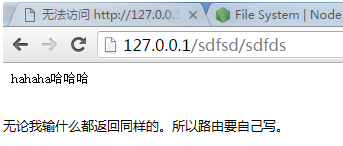 无法访问 http://127.0.
File System | Node
127.0.0.1/sdfsd/sdfds
hahaha哈哈哈
无论我输什么都返回同样的。所以路由要自己写。